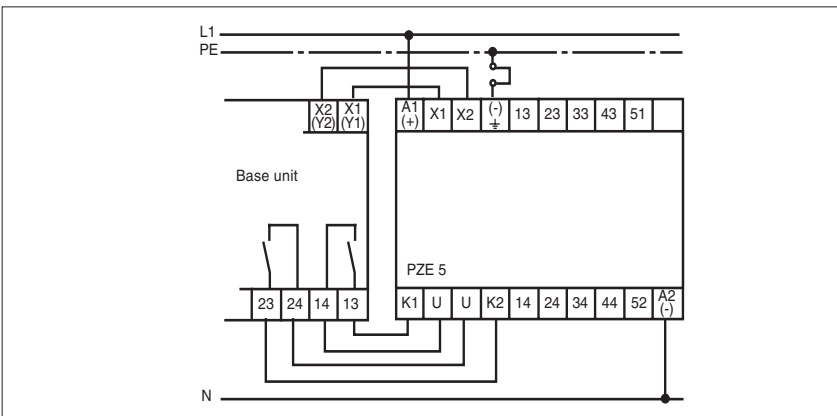 L1
PE
X2 X1 A1 X1 X2 (-) 13 23 33 43 51
(Y2) (Y1) (+)
Base unit
PZE 5
23 24 14 13 K1 U U K2 14 24 34 44 52 A2
(-)
N